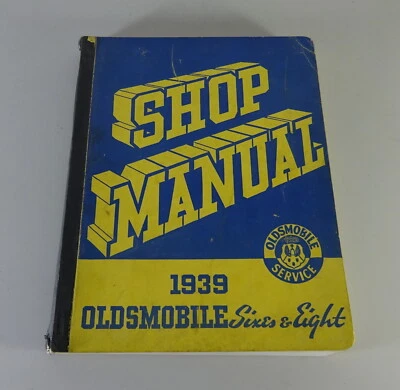 SHOP
MANUAL
OLDSMOBILE
SERVICE
1939
OLDSMOBILE Sixes & Eight